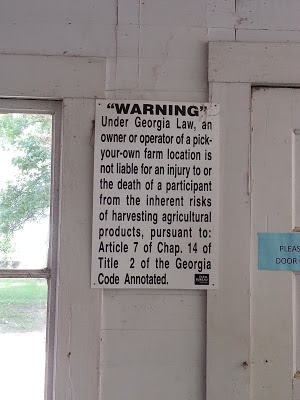 "WARNING"
Under Georgia Law, an
owner or operator of a pick-
your-own farm location is
not liable for an injury to or
the death of a participant
from the inherent risks
of harvesting agricultural
products, pursuant to:
Article 7 of Chap. 14 of
Title 2 of the Georgia
Code Annotated.
PLEAS
DOOR